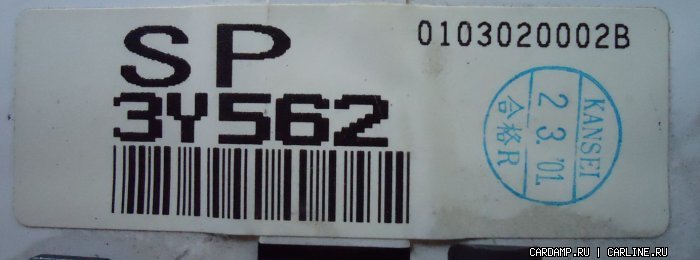 SP
3Y562
0103020002B
KANSEI
2 3.'01.
合格R
CARDAMP.RU | CARLINE.RU